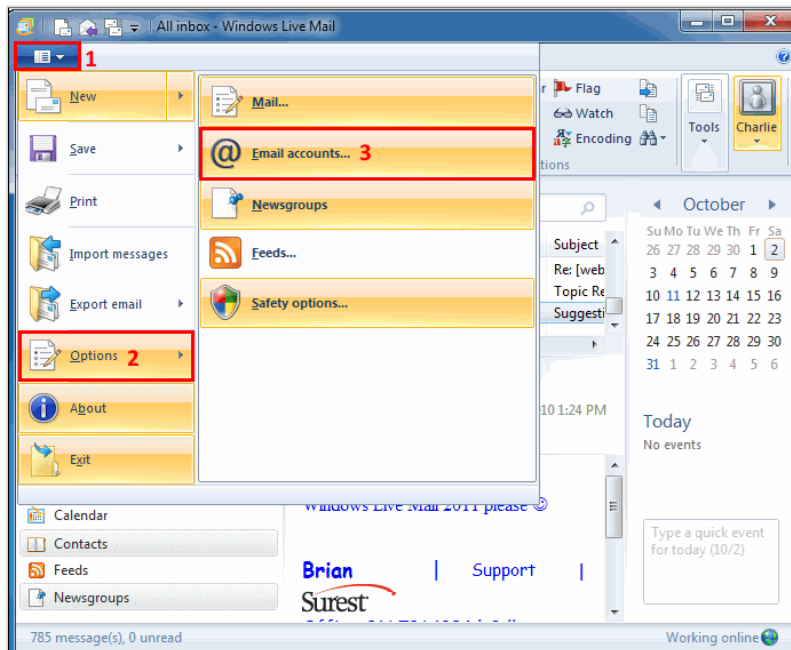 All inbox - Windows Live Mail
1
New
Save
Print
Import messages
Export email
Options 2
About
Exit
Mail...
Email accounts... 3
Newsgroups
Feeds...
Safety options...
Flag
Watch
Encoding
Tools
Charlie
October
Su Mo Tu We Th Fr Sa
26 27 28 29 30 1 2
3 4 5 6 7 8 9
10 11 12 13 14 15 16
17 18 19 20 21 22 23
24 25 26 27 28 29 30
31 1 2 3 4 5 6
Subject
Re: [web
Topic Re
Suggesti
10 1:24 PM
Today
No events
Windows Live Mail 2011 please
Calendar
Contacts
Feeds
Newsgroups
Brian | Support |
Surest
Type a quick event
for today (10/2)
785 message(s), 0 unread
Working online